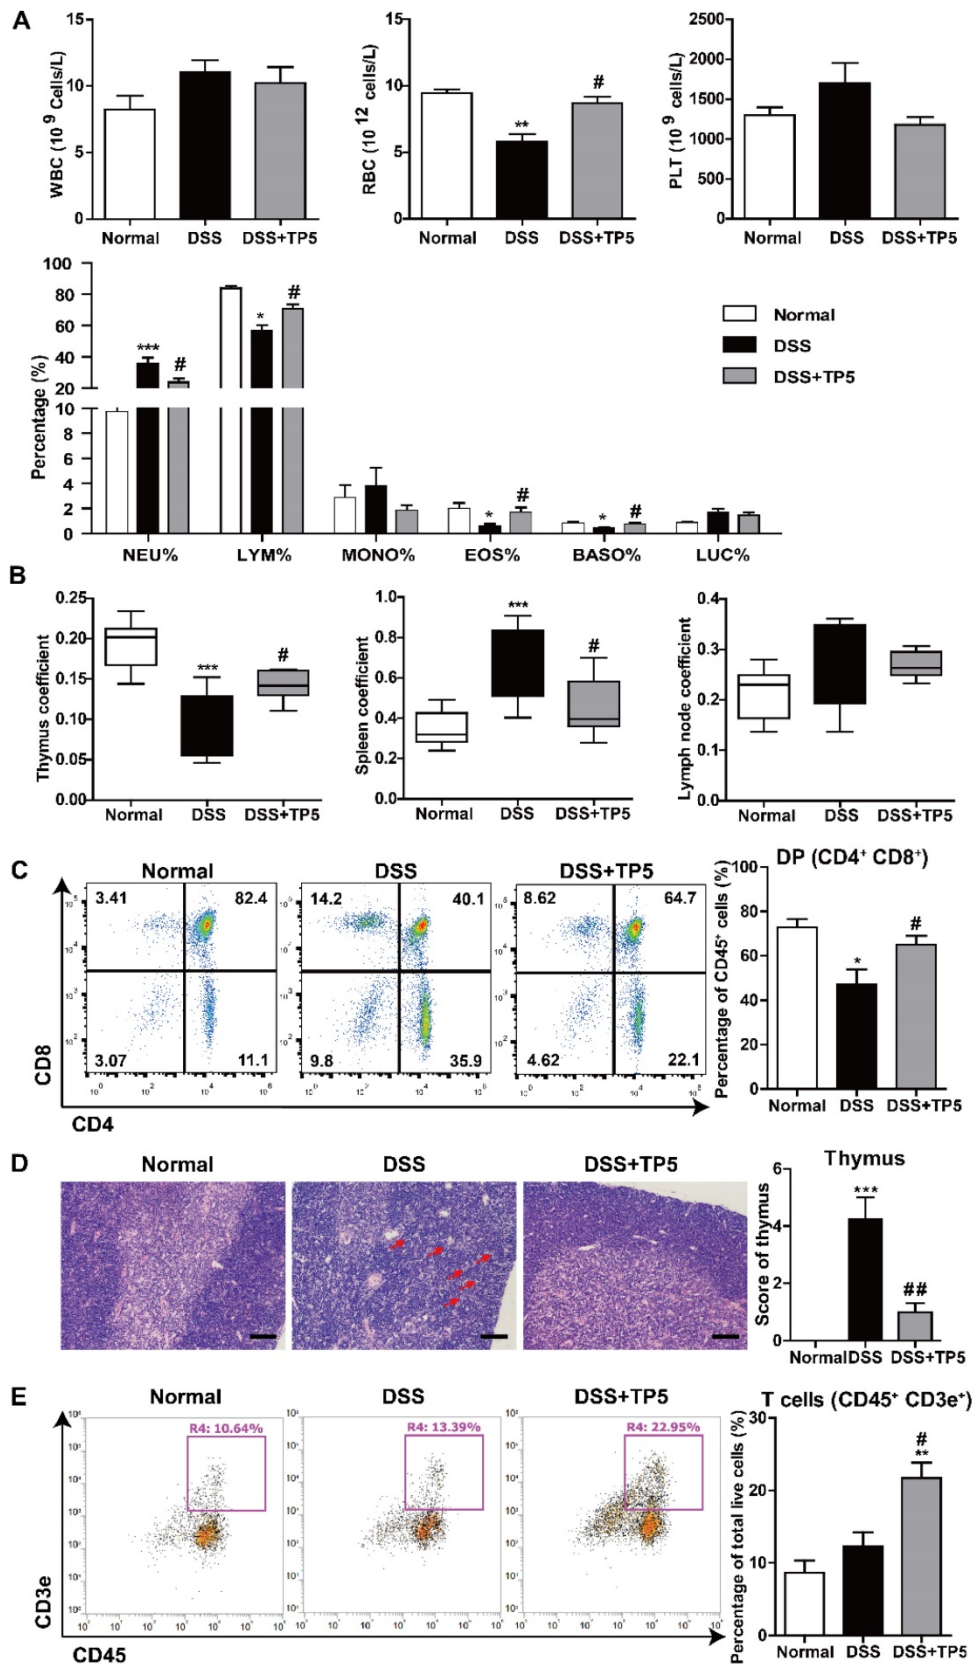 A
WBC (10 9 Cells/L)
15
10
5
0
Normal DSS DSS+TP5
RBC (10 12 cells/L)
15
10
5
0
**
#
Normal DSS DSS+TP5
PLT (10 9 cells/L)
2500
2000
1500
1000
500
0
Normal DSS DSS+TP5
Percentage (%)
100
80
60
40
20
10
8
6
4
2
0
***
#
*
#
*
#
*
#
NEU% LYM% MONO% EOS% BASO% LUC%
Normal
DSS
DSS+TP5
B
Thymus coefficient
0.25
0.20
0.15
0.10
0.05
0.00
***
#
Normal DSS DSS+TP5
Spleen coefficient
1.0
0.8
0.6
0.4
0.2
0.0
***
#
Normal DSS DSS+TP5
Lymph node coefficient
0.4
0.3
0.2
0.1
0.0
Normal DSS DSS+TP5
C
Normal
3.41 82.4
3.07 11.1
DSS
14.2 40.1
9.8 35.9
DSS+TP5
8.62 64.7
4.62 22.1
CD8
CD4
DP (CD4+ CD8+)
Percentage of CD45+ cells (%)
100
80
60
40
20
0
*
#
Normal DSS DSS+TP5
D
Normal
DSS
DSS+TP5
Thymus
Score of thymus
6
4
2
0
***
##
Normal DSS DSS+TP5
E
Normal
R4: 10.64%
DSS
R4: 13.39%
DSS+TP5
R4: 22.95%
CD3e
CD45
T cells (CD45+ CD3e+)
Percentage of total live cells (%)
30
20
10
0
#
**
Normal DSS DSS+TP5